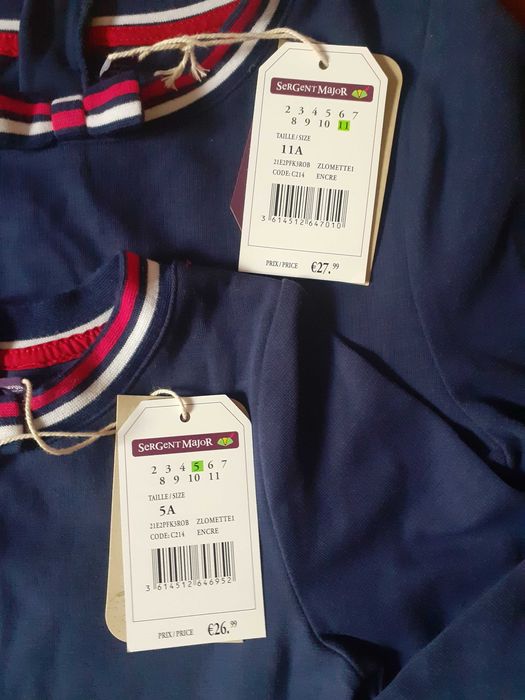 SERGENT MAJOR
2 3 4 5 6 7
8 9 10 11
TAILLE/SIZE
11A
21E2PFK3ROB ZLOMETTE1
CODE: C214 ENCRE
3 614512 647010
PRIX/PRICE €27.99
SERGENT MAJOR
2 3 4 5 6 7
8 9 10 11
TAILLE/SIZE
5A
21E2PFK3ROB ZLOMETTE1
CODE: C214 ENCRE
3 614512 646952
PRIX/PRICE €26.99